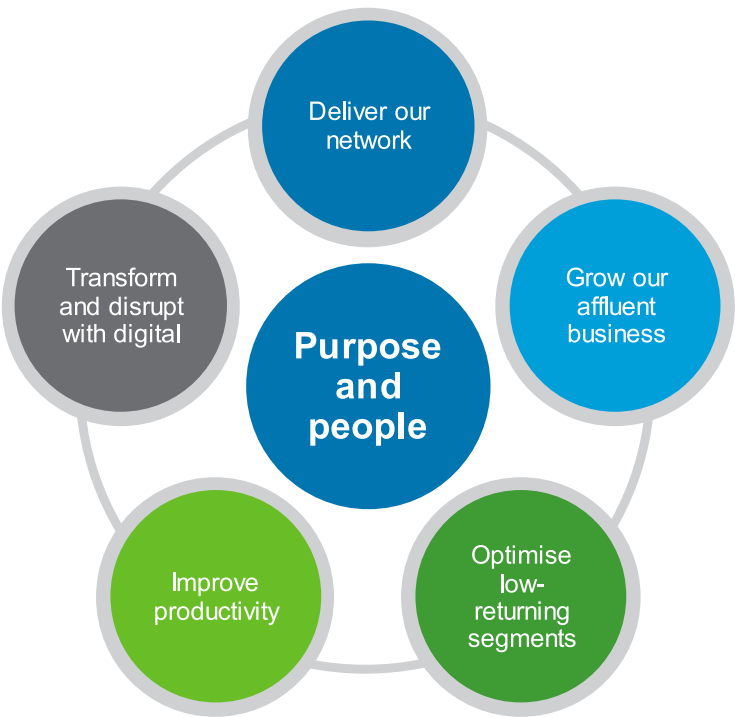 Deliver our
network
Grow our
affluent
business
Optimise
low-
returning
segments
Improve
productivity
Transform
and disrupt
with digital
Purpose
and
people